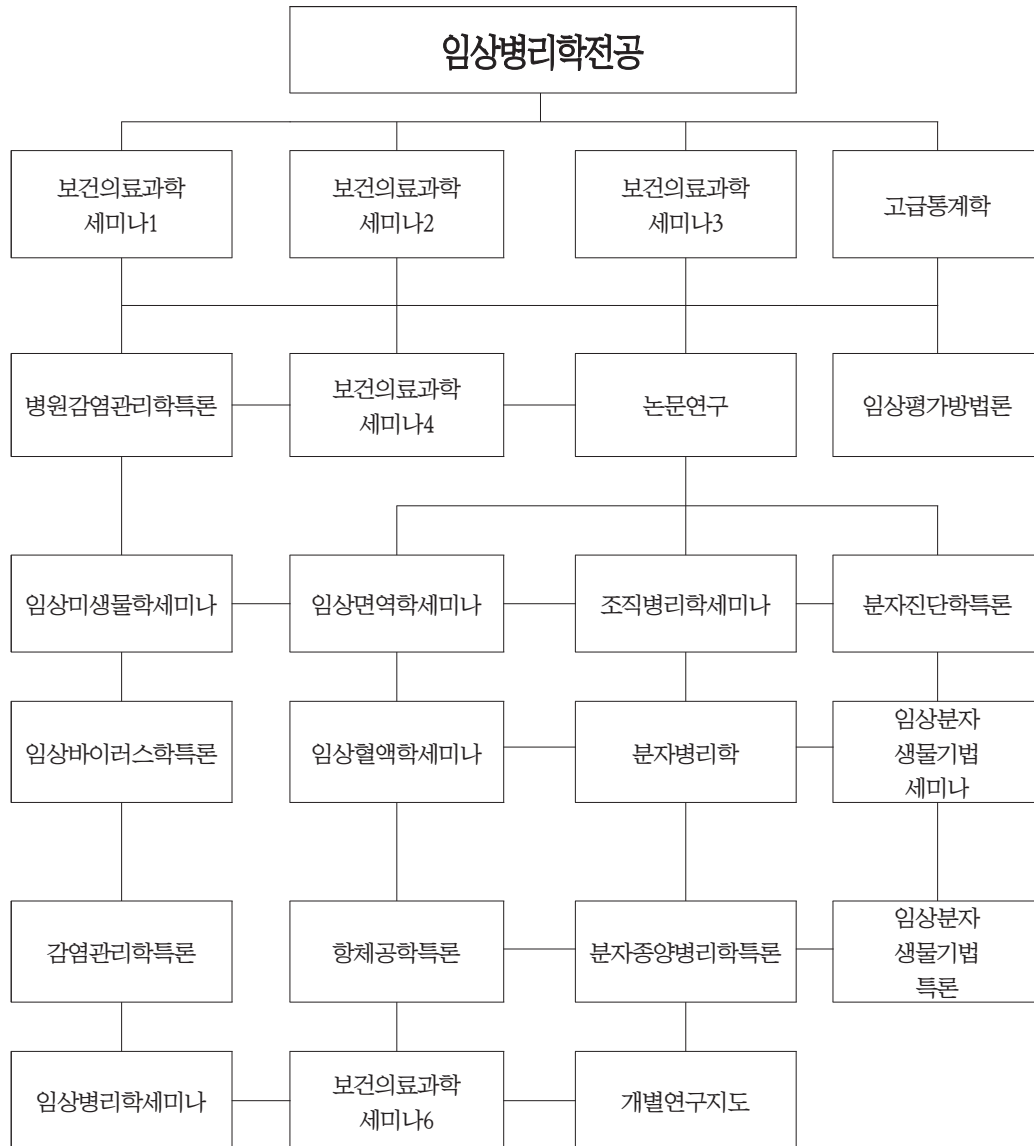 임상병리학전공
보건의료과학
세미나1
보건의료과학
세미나2
보건의료과학
세미나3
고급통계학
병원감염관리학특론
보건의료과학
세미나4
논문연구
임상평가방법론
임상미생물학세미나
임상면역학세미나
조직병리학세미나
분자진단학특론
임상바이러스학특론
임상혈액학세미나
분자병리학
임상분자
생물기법
세미나
감염관리학특론
항체공학특론
분자종양병리학특론
임상분자
생물기법
특론
임상병리학세미나
보건의료과학
세미나6
개별연구지도